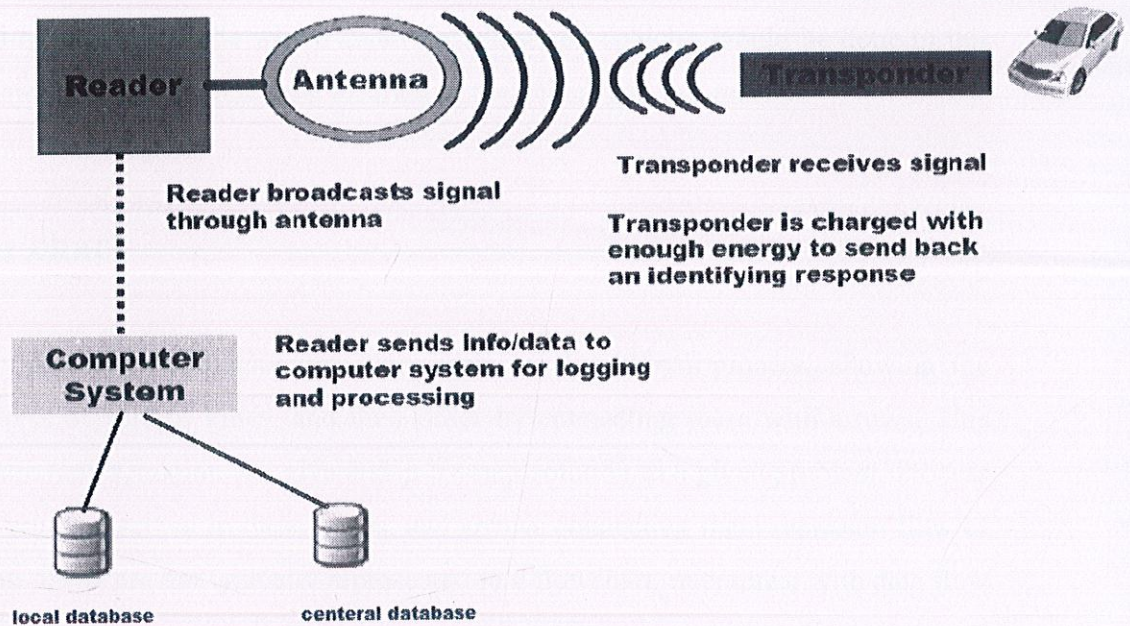 Reader
Antenna
Transponder
Reader broadcasts signal
through antenna
Transponder receives signal
Transponder is charged with
enough energy to send back
an identifying response
Computer
System
Reader sends info/data to
computer system for logging
and processing
local database
centeral database